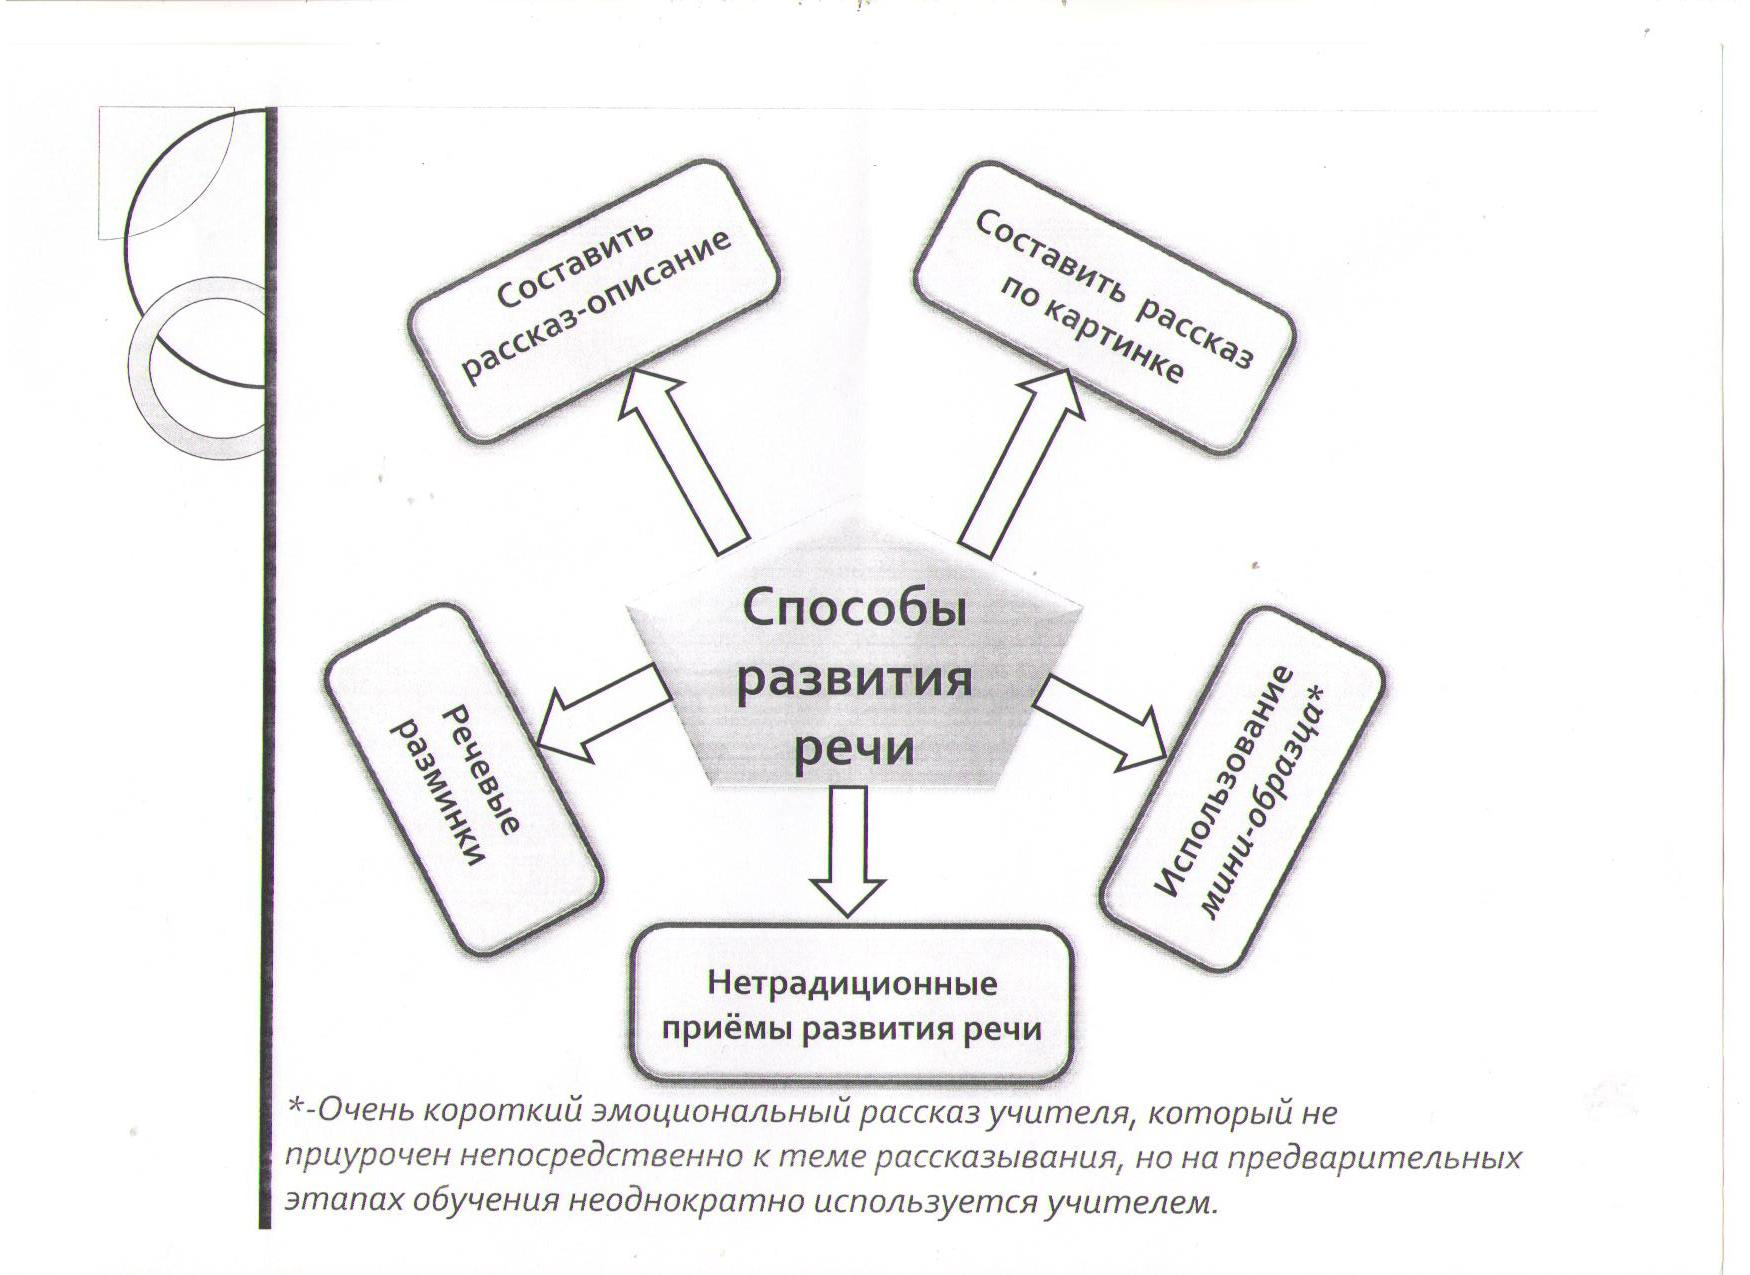 Составить
рассказ-описание
Составить рассказ
по картинке
Способы
развития
речи
Речевые
разминки
Использование
мини-образца*
Нетрадиционные
приёмы развития речи
*-Очень короткий эмоциональный рассказ учителя, который не
приурочен непосредственно к теме рассказывания, но на предварительных
этапах обучения неоднократно используется учителем.